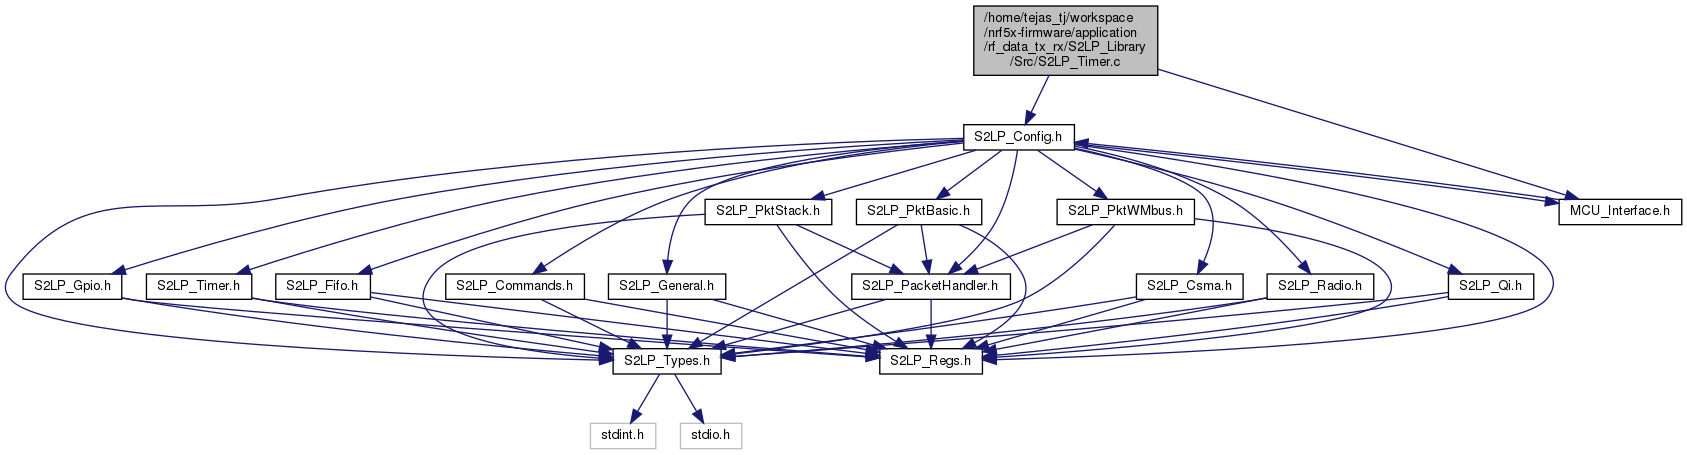 /home/tejas_tj/workspace
/nrf5x-firmware/application
/rf_data_tx_rx/S2LP_Library
/Src/S2LP_Timer.c
S2LP_Config.h
S2LP_PktStack.h
S2LP_PktBasic.h
S2LP_PktWMbus.h
MCU_Interface.h
S2LP_Gpio.h
S2LP_Timer.h
S2LP_Fifo.h
S2LP_Commands.h
S2LP_General.h
S2LP_PacketHandler.h
S2LP_Csma.h
S2LP_Radio.h
S2LP_Qi.h
S2LP_Types.h
S2LP_Regs.h
stdint.h
stdio.h